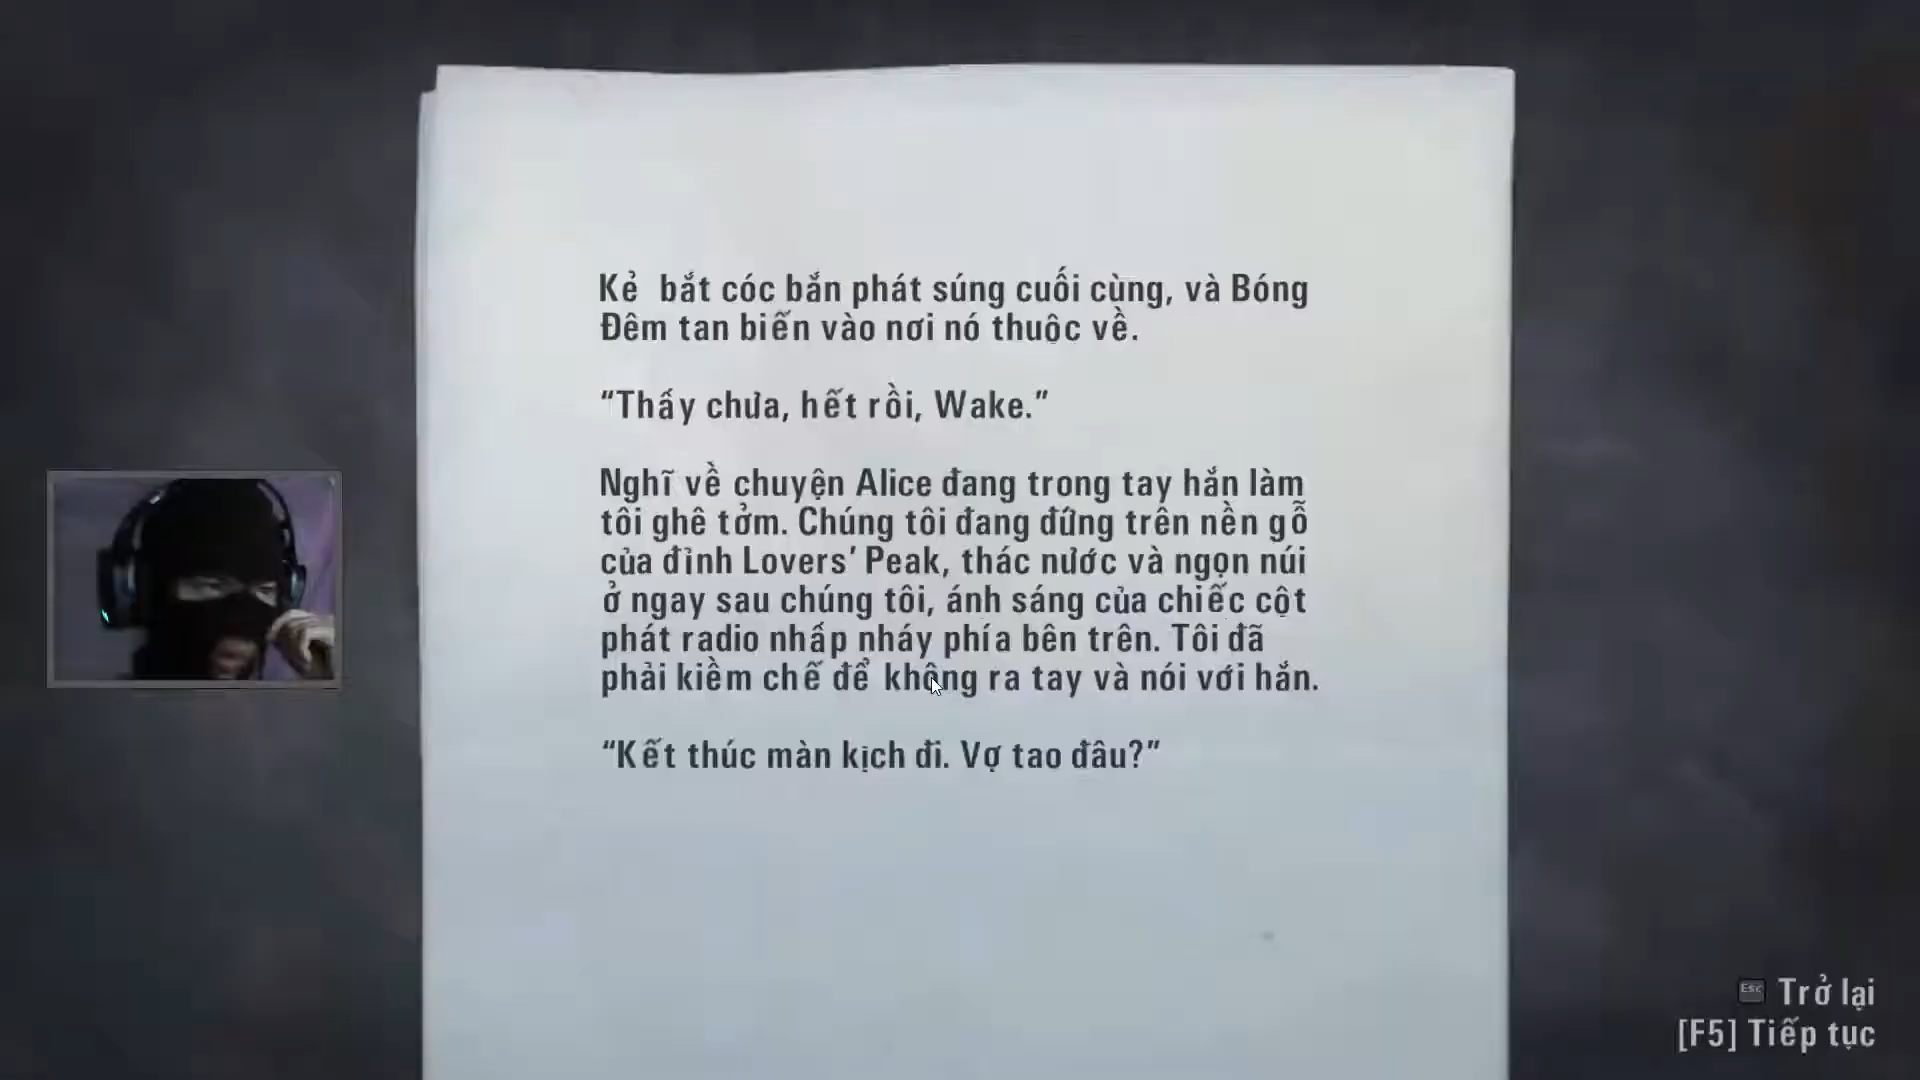 Kẻ bắt cóc bắn phát súng cuối cùng, và Bóng
Đêm tan biến vào nơi nó thuộc về.
“Thấy chưa, hết rồi, Wake.”
Nghĩ về chuyện Alice đang trong tay hắn làm
tôi ghê tởm. Chúng tôi đang đứng trên nền gỗ
của đỉnh Lovers’ Peak, thác nước và ngọn núi
ở ngay sau chúng tôi, ánh sáng của chiếc cột
phát radio nhấp nháy phía bên trên. Tôi đã
phải kiềm chế để không ra tay và nói với hắn.
“Kết thúc màn kịch đi. Vợ tao đâu?”
Esc Trở lại
[F5] Tiếp tục